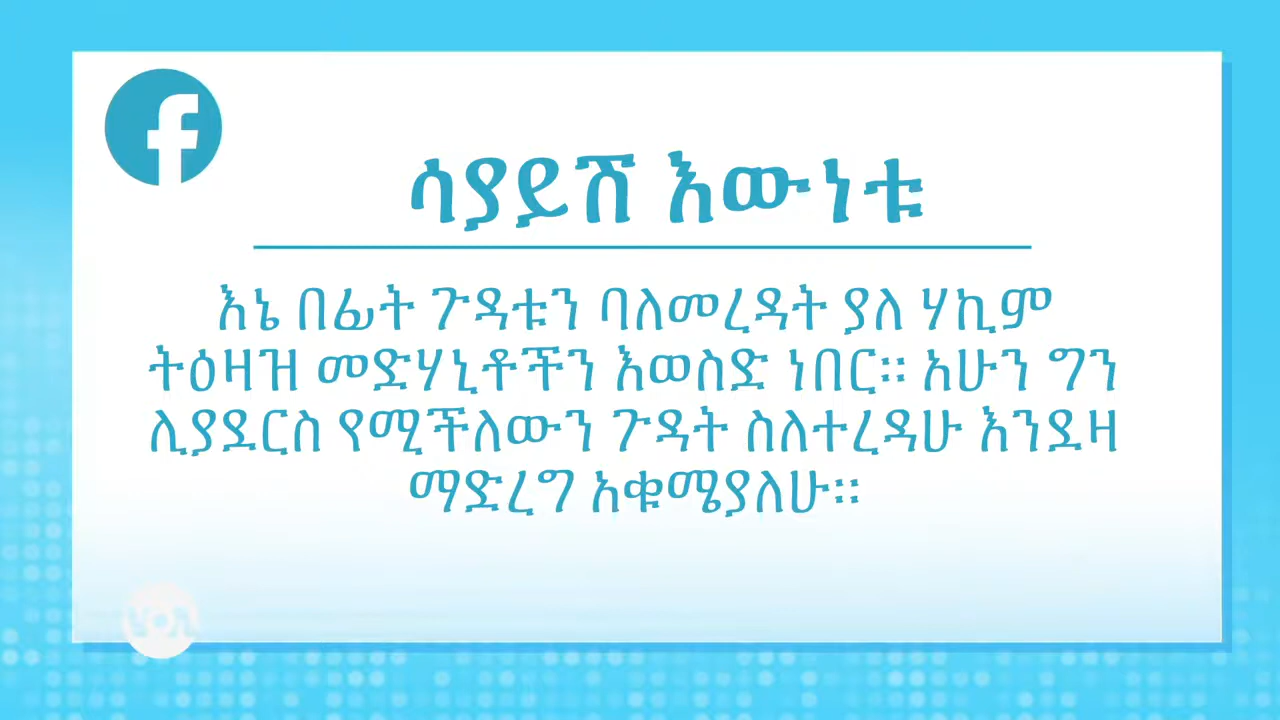 ሳያይሽ እውነቱ
እኔ በፊት ጉዳቱን ባለመረዳት ያለ ሃኪም
ትዕዛዝ መድሃኒቶችን እወስድ ነበር። አሁን ግን
ሊያደርስ የሚችለውን ጉዳት ስለተረዳሁ እንደዛ
ማድረግ አቁሜያለሁ።
VOA